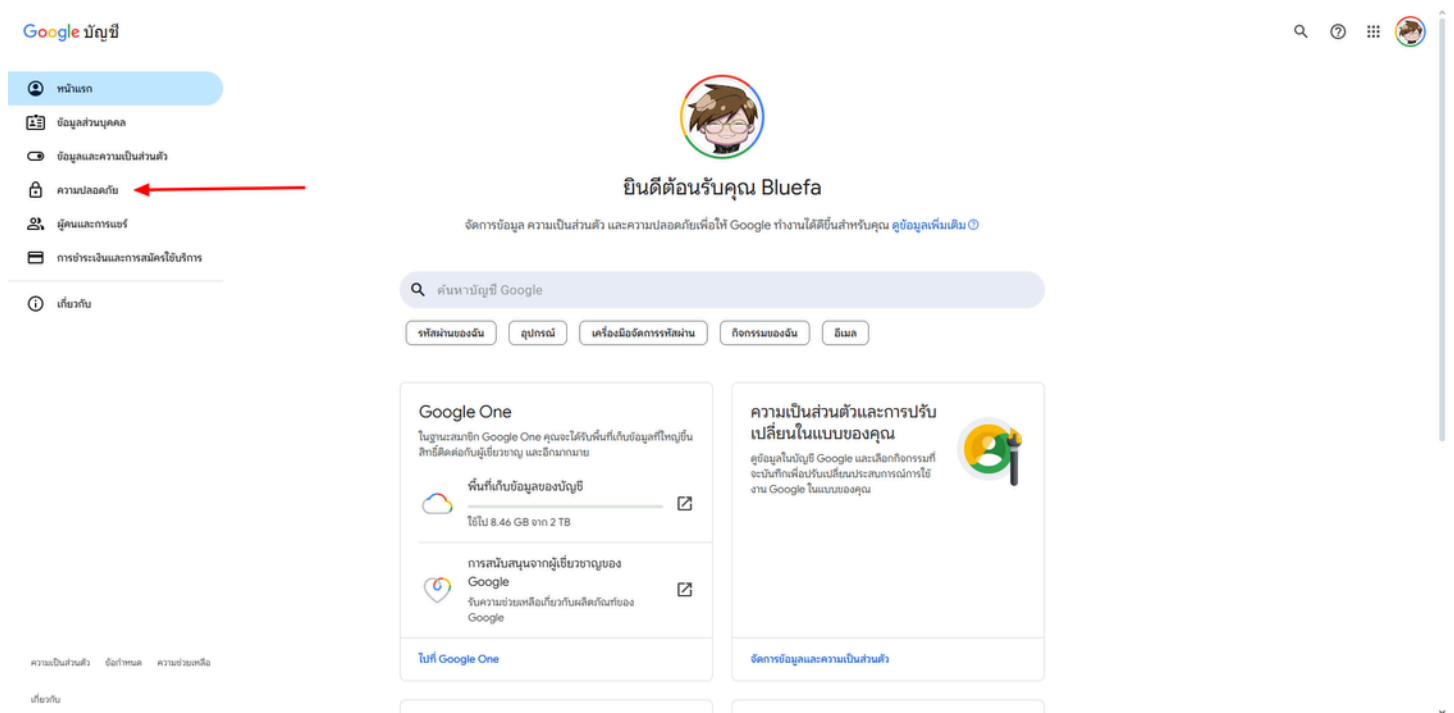 Google บัญชี
หน้าแรก
ข้อมูลส่วนบุคคล
ข้อมูลและความเป็นส่วนตัว
ความปลอดภัย
ผู้คนและการแชร์
การชำระเงินและการสมัครใช้บริการ
เกี่ยวกับ
ยินดีต้อนรับคุณ Bluefa
จัดการข้อมูล ความเป็นส่วนตัว และความปลอดภัยเพื่อให้ Google ทำงานได้ดีขึ้นสำหรับคุณ ดูข้อมูลเพิ่มเติม
ค้นหาบัญชี Google
รหัสผ่านของฉัน
อุปกรณ์
เครื่องมือจัดการรหัสผ่าน
กิจกรรมของฉัน
อีเมล
Google One
ในฐานะสมาชิก Google One คุณจะได้รับพื้นที่เก็บข้อมูลที่ใหญ่ขึ้น
สิทธิ์ติดต่อกับผู้เชี่ยวชาญ และอีกมากมาย
พื้นที่เก็บข้อมูลของบัญชี
ใช้ไป 8.46 GB จาก 2 TB
การสนับสนุนจากผู้เชี่ยวชาญของ
Google
รับความช่วยเหลือเกี่ยวกับผลิตภัณฑ์ของ
Google
ไปที่ Google One
ความเป็นส่วนตัวและการปรับ
เปลี่ยนในแบบของคุณ
ดูข้อมูลในบัญชี Google และเลือกกิจกรรมที่
จะบันทึกเพื่อปรับเปลี่ยนประสบการณ์การใช้
งาน Google ในแบบของคุณ
จัดการข้อมูลและความเป็นส่วนตัว
ความเป็นส่วนตัว ข้อกำหนด ความช่วยเหลือ
เกี่ยวกับ